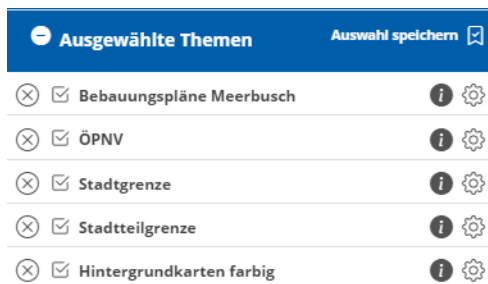 Ausgewählte Themen
Auswahl speichern
Bebauungspläne Meerbusch
ÖPNV
Stadtgrenze
Stadtteilgrenze
Hintergrundkarten farbig